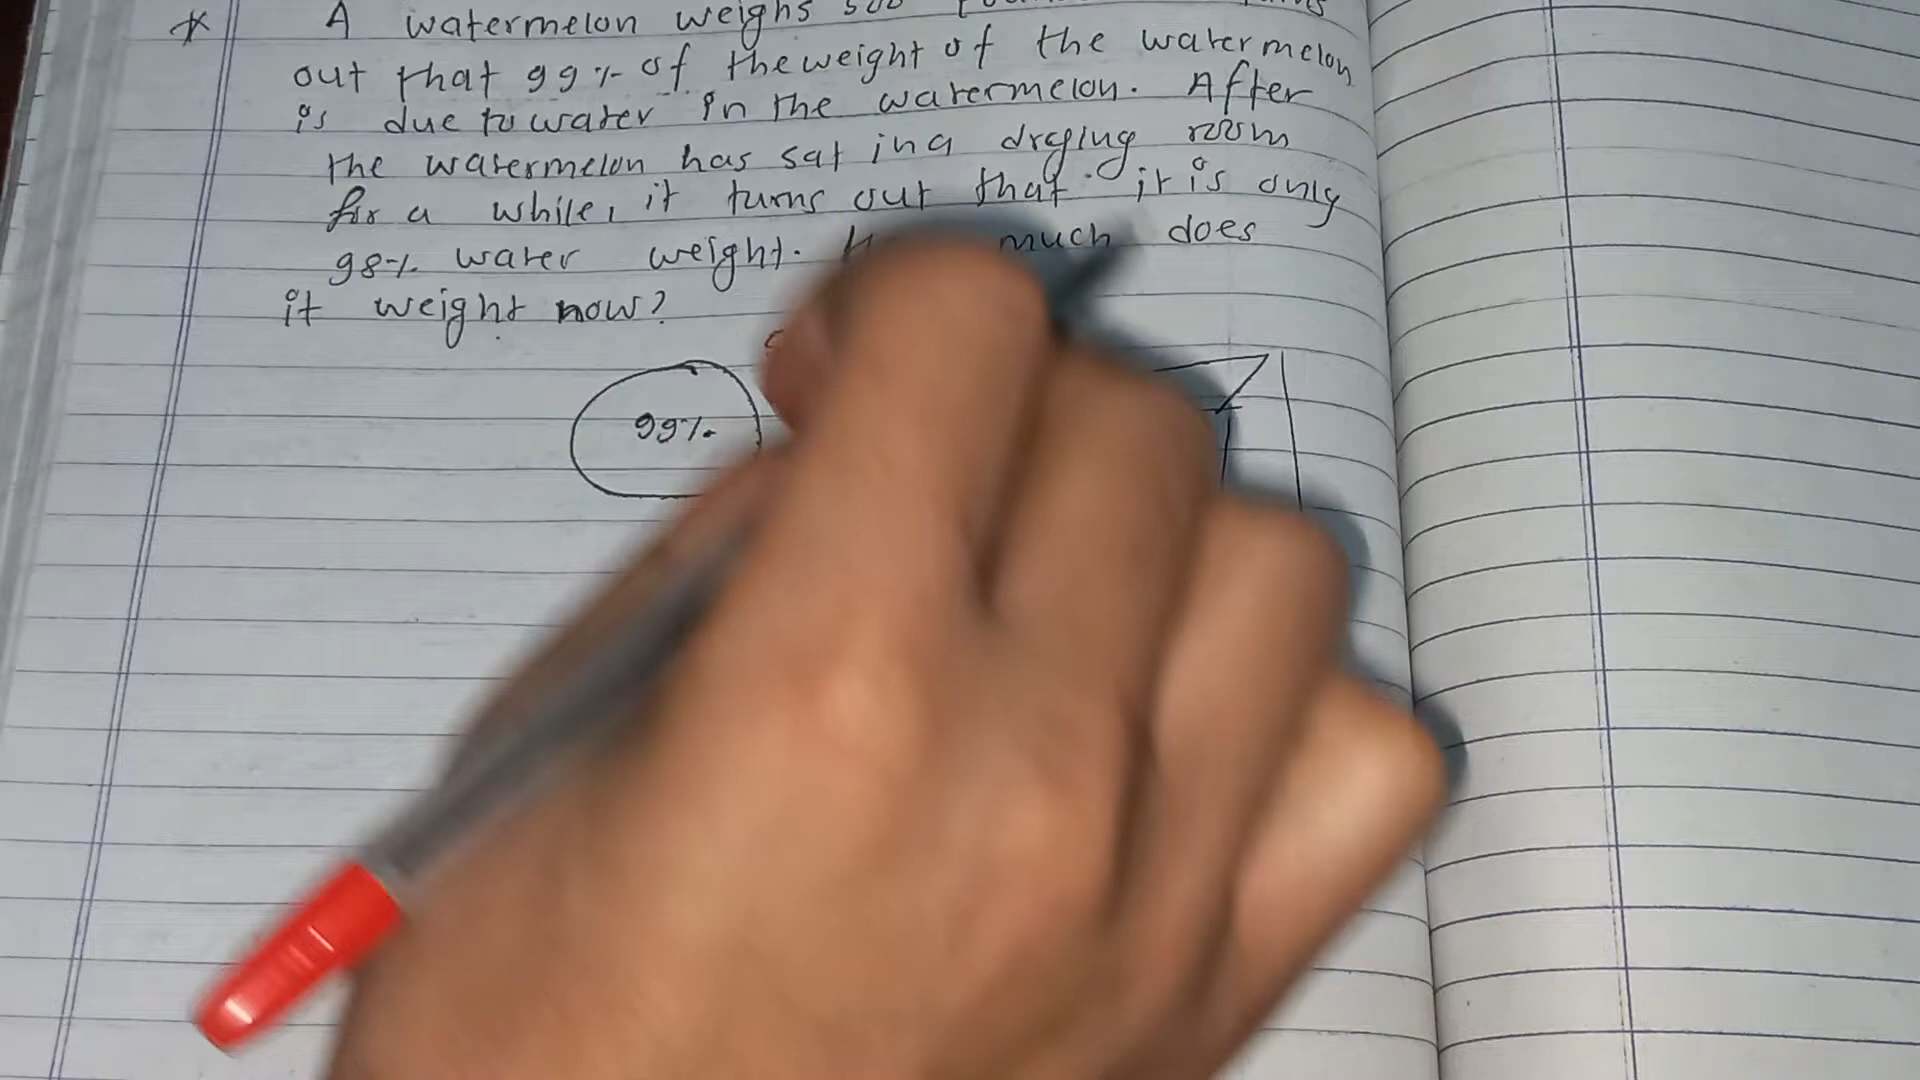 * A watermelon weighs
out that 99% of the weight of the watermelon
is due to water in the watermelon. After
the watermelon has sat in a drying room
for a while, it turns out that it is only
98% water weight. much does
it weight now?
99%